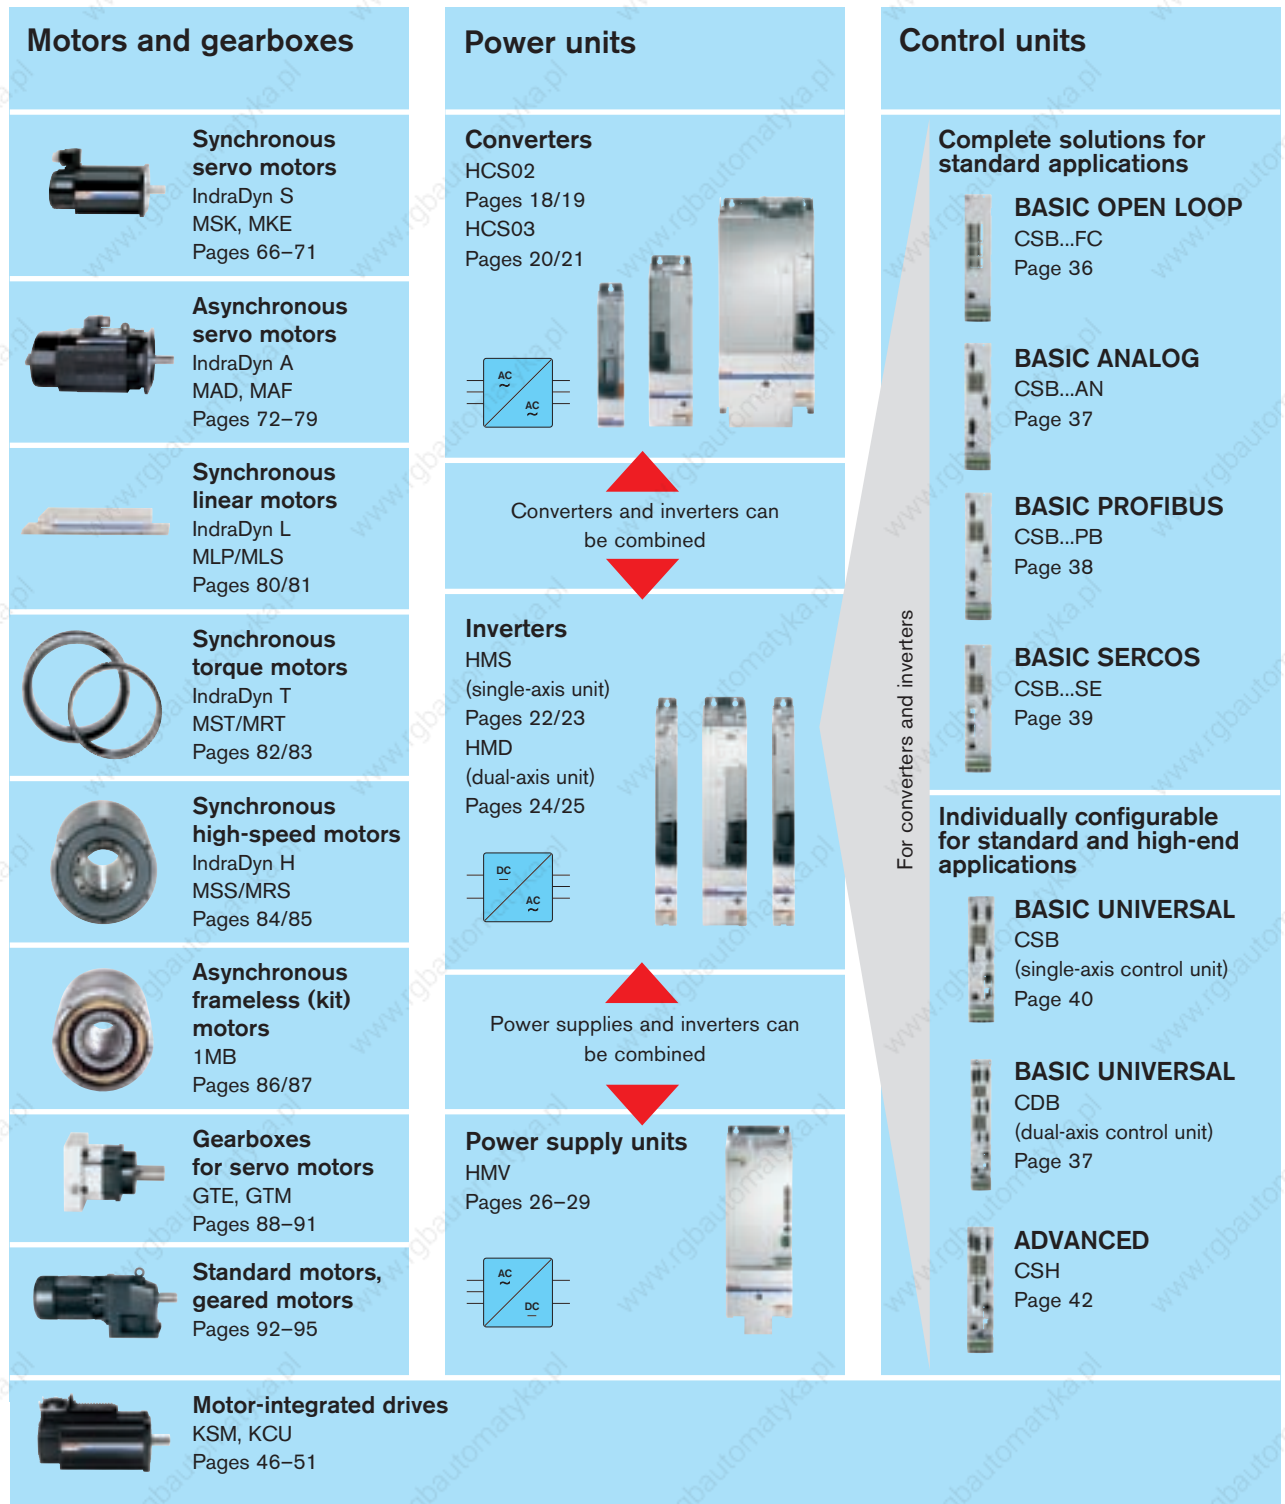 Motors and gearboxes
Synchronous
servo motors
IndraDyn S
MSK, MKE
Pages 66–71
Asynchronous
servo motors
IndraDyn A
MAD, MAF
Pages 72–79
Synchronous
linear motors
IndraDyn L
MLP/MLS
Pages 80/81
Synchronous
torque motors
IndraDyn T
MST/MRT
Pages 82/83
Synchronous
high-speed motors
IndraDyn H
MSS/MRS
Pages 84/85
Asynchronous
frameless (kit)
motors
1MB
Pages 86/87
Gearboxes
for servo motors
GTE, GTM
Pages 88–91
Standard motors,
geared motors
Pages 92–95
Motor-integrated drives
KSM, KCU
Pages 46–51
Power units
Converters
HCS02
Pages 18/19
HCS03
Pages 20/21
AC
~
AC
~
Converters and inverters can
be combined
Inverters
HMS
(single-axis unit)
Pages 22/23
HMD
(dual-axis unit)
Pages 24/25
DC
—
AC
~
Power supplies and inverters can
be combined
Power supply units
HMV
Pages 26–29
AC
~
DC
—
Control units
For converters and inverters
Complete solutions for
standard applications
BASIC OPEN LOOP
CSB...FC
Page 36
BASIC ANALOG
CSB...AN
Page 37
BASIC PROFIBUS
CSB...PB
Page 38
BASIC SERCOS
CSB...SE
Page 39
Individually configurable
for standard and high-end
applications
BASIC UNIVERSAL
CSB
(single-axis control unit)
Page 40
BASIC UNIVERSAL
CDB
(dual-axis control unit)
Page 37
ADVANCED
CSH
Page 42
www.rgbautomatyka.pl